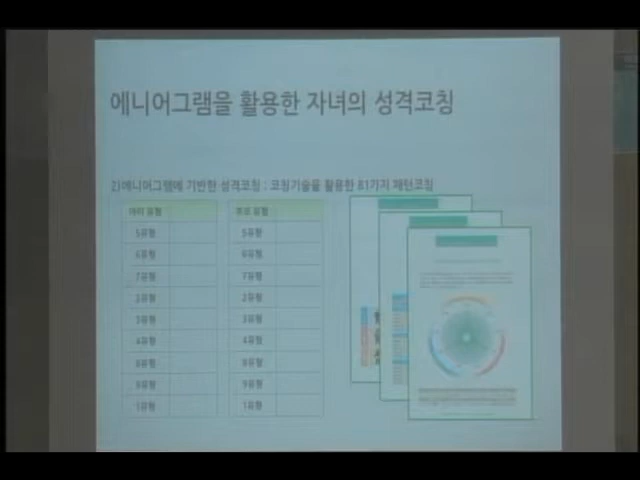 에니어그램을 활용한 자녀의 성격코칭
2)에니어그램에 기반한 성격코칭 : 코칭기술을 활용한 81가지 패턴코칭
아이 유형 부모 유형
5유형 5유형
6유형 6유형
7유형 7유형
2유형 2유형
3유형 3유형
4유형 4유형
8유형 8유형
9유형 9유형
1유형 1유형